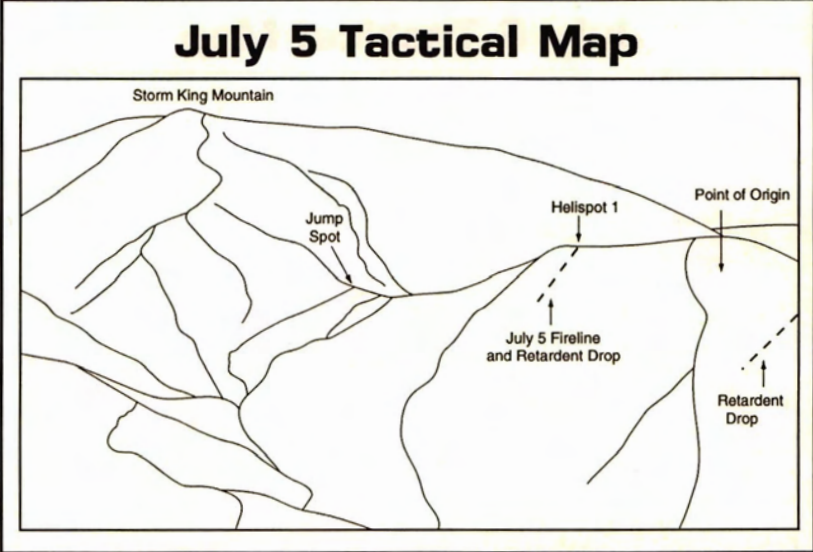 July 5 Tactical Map
Storm King Mountain
Point of Origin
Helispot 1
Jump
Spot
July 5 Fireline
and Retardent Drop
Retardent
Drop